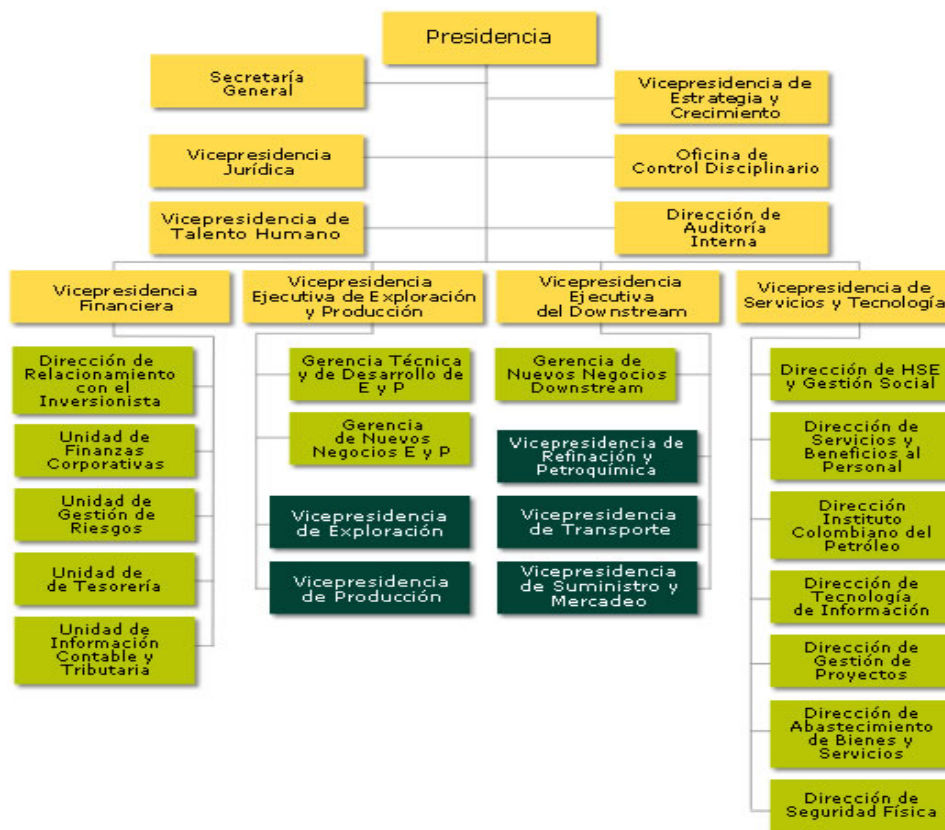 Presidencia
Secretaría
General
Vicepresidencia de
Estrategia y
Crecimiento
Vicepresidencia
Jurídica
Oficina de
Control Disciplinario
Vicepresidencia de
Talento Humano
Dirección de
Auditoría
Interna
Vicepresidencia
Financiera
Vicepresidencia
Ejecutiva de Exploración
y Producción
Vicepresidencia
Ejecutiva
del Downstream
Vicepresidencia de
Servicios y Tecnología
Dirección de
Relacionamiento
con el
Inversionista
Unidad de
Finanzas
Corporativas
Unidad de
Gestión de
Riesgos
Unidad de
de Tesorería
Unidad de
Información
Contable y
Tributaria
Gerencia Técnica
y de Desarrollo de
E y P
Gerencia
de Nuevos
Negocios E y P
Vicepresidencia
de Exploración
Vicepresidencia
de Producción
Gerencia de
Nuevos Negocios
Downstream
Vicepresidencia de
Refinación y
Petroquímica
Vicepresidencia
de Transporte
Vicepresidencia
de Suministro y
Mercadeo
Dirección de HSE
y Gestión Social
Dirección de
Servicios y
Beneficios al
Personal
Dirección
Instituto
Colombiano del
Petróleo
Dirección de
Tecnología
de Información
Dirección de
Gestión de
Proyectos
Dirección de
Abastecimiento
de Bienes y
Servicios
Dirección de
Seguridad Física